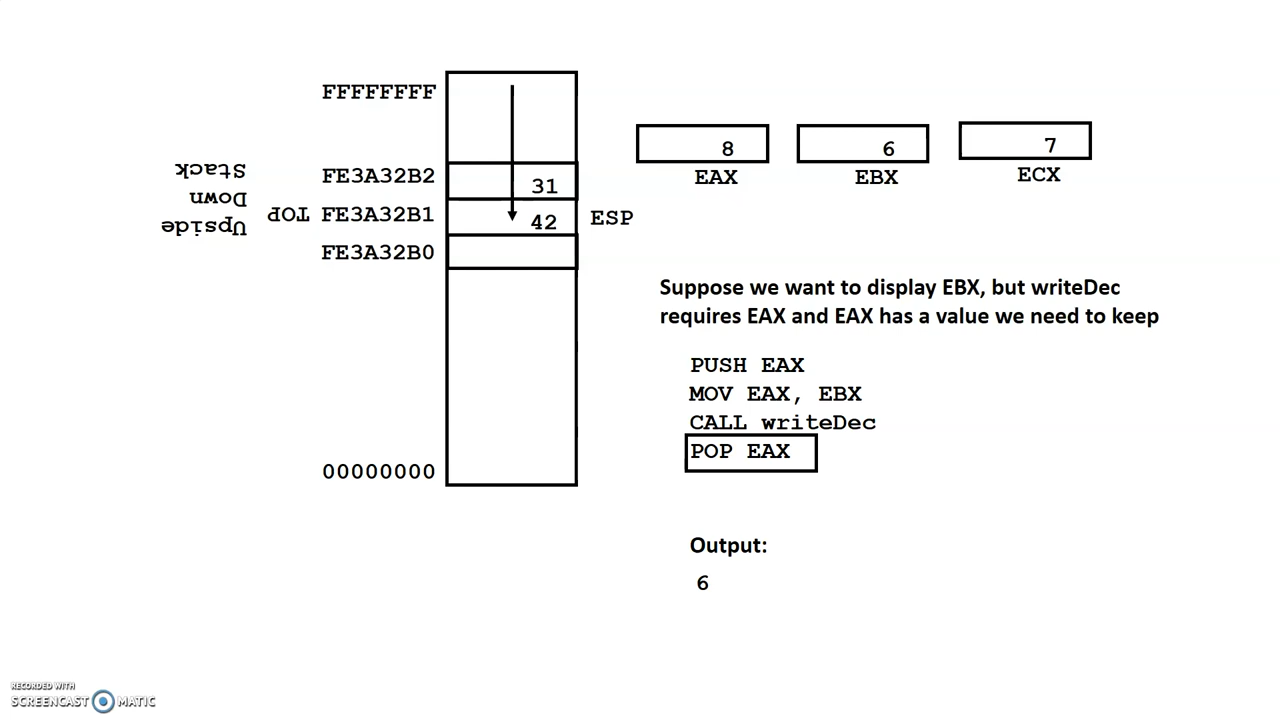 FFFFFFFF
FE3A32B2 31
TOP FE3A32B1 42 ESP
FE3A32B0
00000000
Upside
Down
Stack
8 6 7
EAX EBX ECX
Suppose we want to display EBX, but writeDec
requires EAX and EAX has a value we need to keep
PUSH EAX
MOV EAX, EBX
CALL writeDec
POP EAX
Output:
6
RECORDED WITH
SCREENCAST MATIC